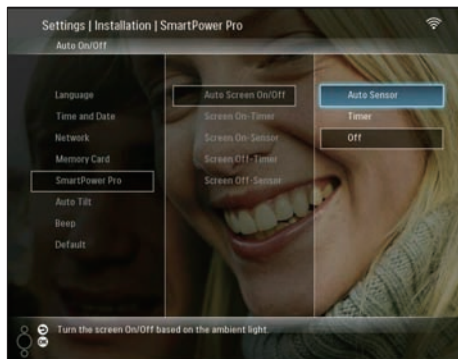 Settings | Installation | SmartPower Pro
Auto On/Off
Language
Time and Date
Network
Memory Card
SmartPower Pro
Auto Tilt
Beep
Default
Auto Screen On/Off
Screen On-Timer
Screen On-Sensor
Screen Off-Timer
Screen Off-Sensor
Auto Sensor
Timer
Off
OK
Turn the screen On/Off based on the ambient light.